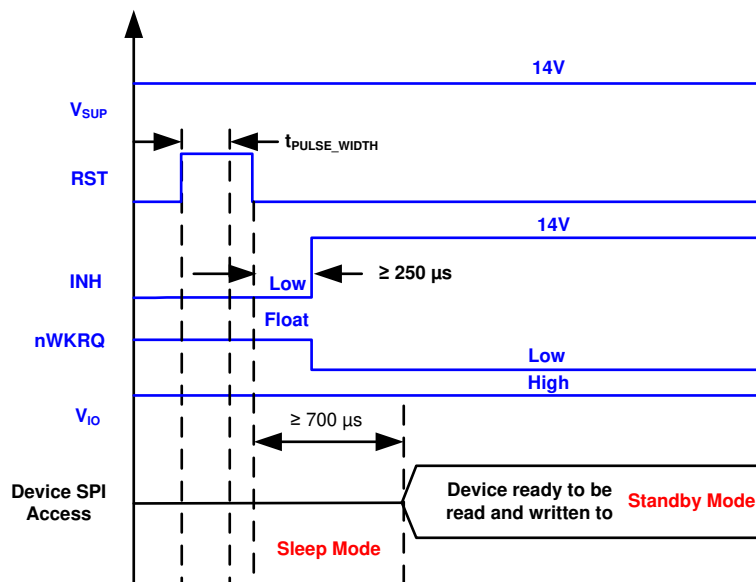 14V
VSUP
tPULSE_WIDTH
RST
14V
INH
Low
≥ 250 µs
Float
nWKRQ
Low
High
VIO
≥ 700 µs
Device SPI
Access
Device ready to be
read and written to
Standby Mode
Sleep Mode